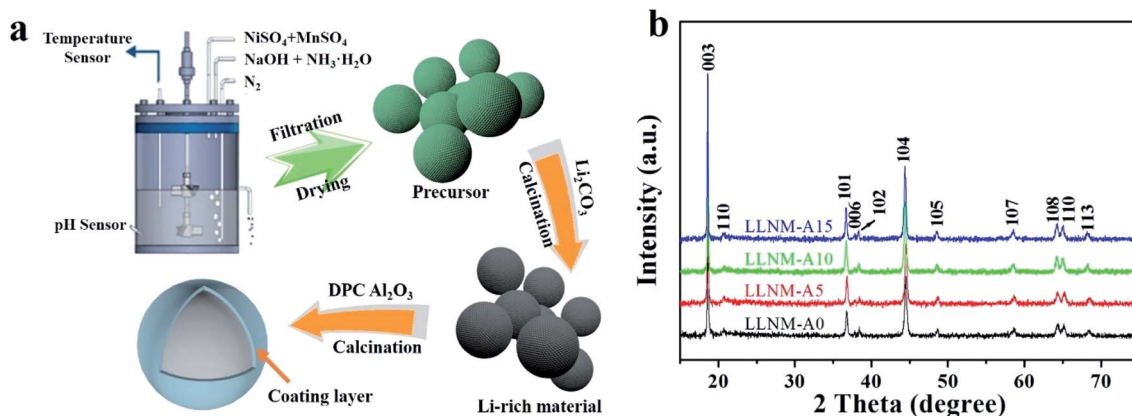 a
Temperature
Sensor
NiSO₄+MnSO₄
NaOH + NH₃·H₂O
N₂
pH Sensor
Filtration
Drying
Precursor
Li₂CO₃
Calcination
DPC Al₂O₃
Calcination
Coating layer
Li-rich material
b
Intensity (a.u.)
003
110
101
006
102
104
105
107
108
110
113
LLNM-A15
LLNM-A10
LLNM-A5
LLNM-A0
20 30 40 50 60 70
2 Theta (degree)